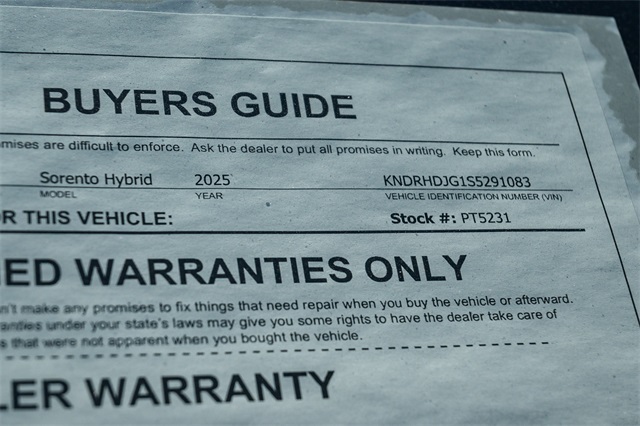 BUYERS GUIDE
mises are difficult to enforce. Ask the dealer to put all promises in writing. Keep this form.
Sorento Hybrid 2025 KNDRHDJG1S5291083
MODEL YEAR VEHICLE IDENTIFICATION NUMBER (VIN)
R THIS VEHICLE: Stock #: PT5231
ED WARRANTIES ONLY
n't make any promises to fix things that need repair when you buy the vehicle or afterward.
anties under your state's laws may give you some rights to have the dealer take care of
s that were not apparent when you bought the vehicle.
LER WARRANTY